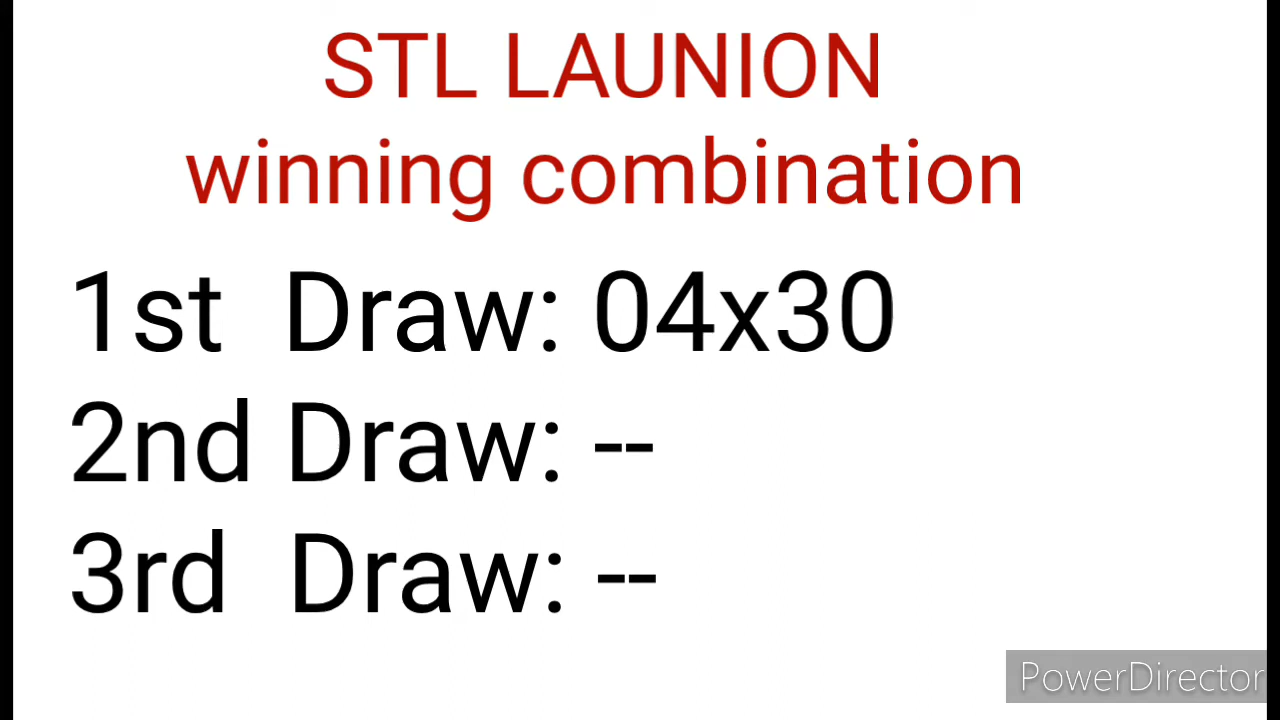 STL LAUNION
winning combination
1st Draw: 04x30
2nd Draw: --
3rd Draw: --
PowerDirector